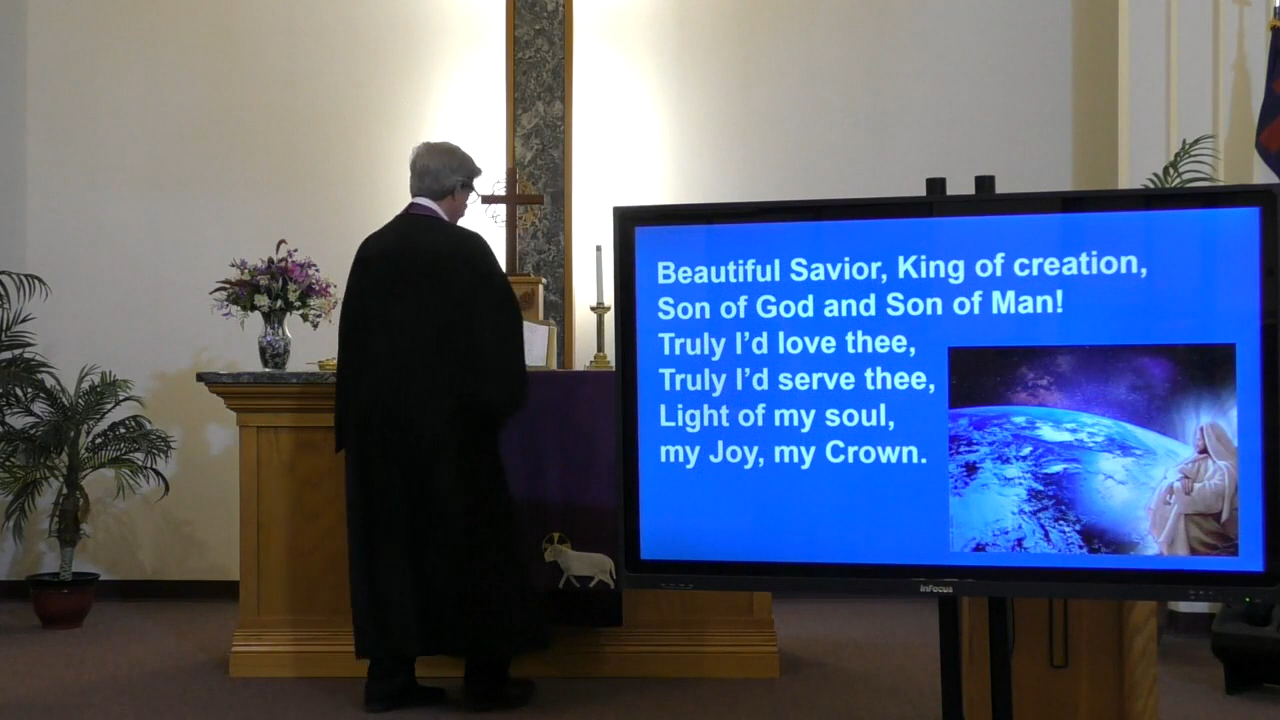 Beautiful Savior, King of creation,
Son of God and Son of Man!
Truly I'd love thee,
Truly I'd serve thee,
Light of my soul,
my Joy, my Crown.
InFocus